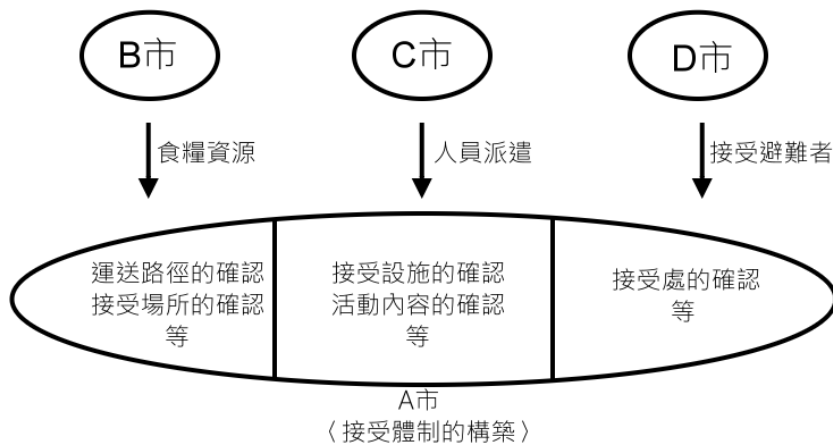 B市
C市
D市
食糧資源
人員派遣
接受避難者
運送路徑的確認
接受場所的確認
等
接受設施的確認
活動內容的確認
等
接受處的確認
等
A市
〈接受體制的構築〉